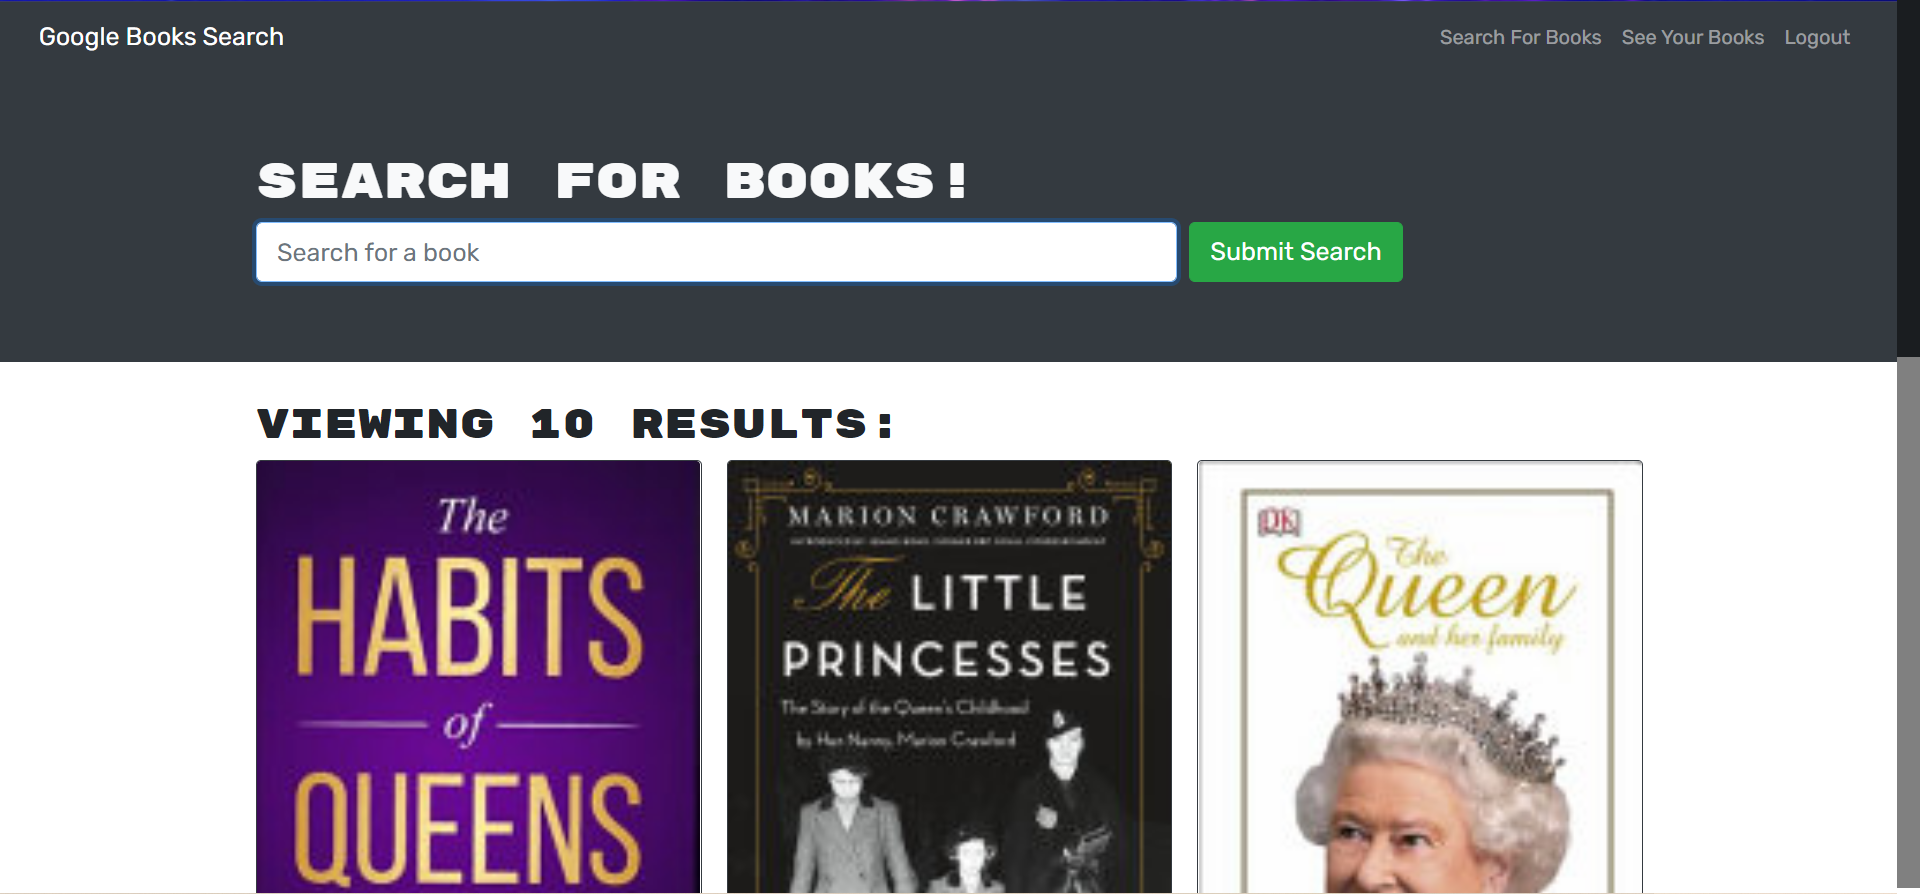 Google Books Search
Search For Books See Your Books Logout
SEARCH FOR BOOKS!
Search for a book
Submit Search
VIEWING 10 RESULTS:
The
HABITS
of
QUEENS
MARION CRAWFORD
The LITTLE
PRINCESSES
The Story of the Queen's Childhood
by Her Nanny, Marion Crawford
DK
The
Queen
and her family